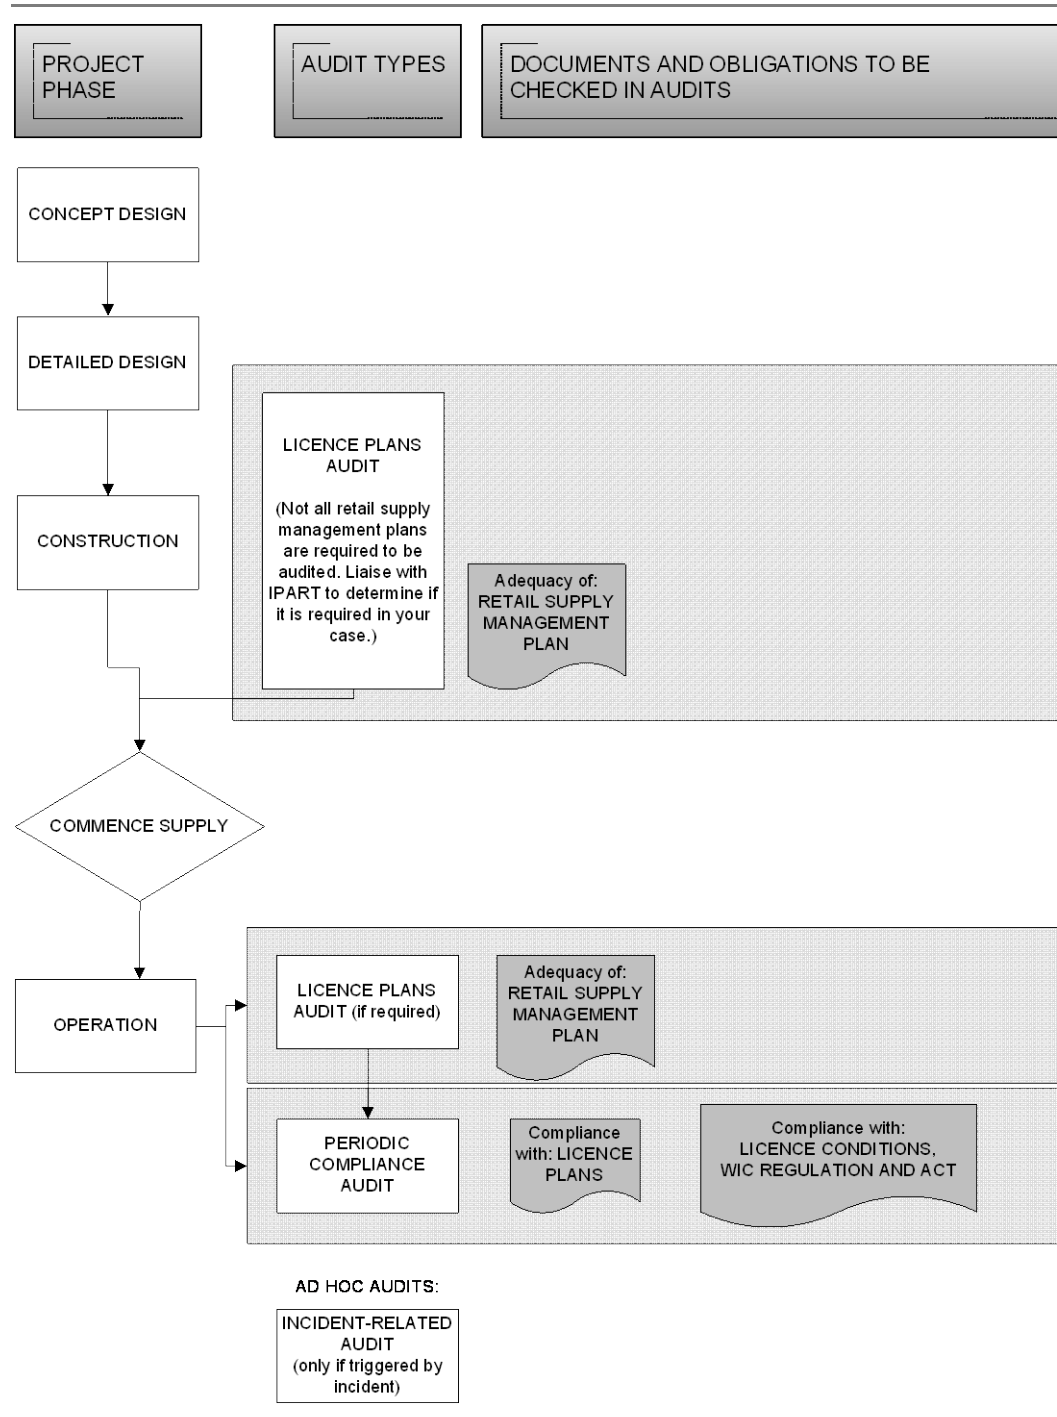 PROJECT
PHASE
AUDIT TYPES
DOCUMENTS AND OBLIGATIONS TO BE
CHECKED IN AUDITS
CONCEPT DESIGN
DETAILED DESIGN
LICENCE PLANS
AUDIT
(Not all retail supply
management plans
are required to be
audited. Liaise with
IPART to determine if
it is required in your
case.)
CONSTRUCTION
Adequacy of:
RETAIL SUPPLY
MANAGEMENT
PLAN
COMMENCE SUPPLY
OPERATION
LICENCE PLANS
AUDIT (if required)
Adequacy of:
RETAIL SUPPLY
MANAGEMENT
PLAN
PERIODIC
COMPLIANCE
AUDIT
Compliance
with: LICENCE
PLANS
Compliance with:
LICENCE CONDITIONS,
WIC REGULATION AND ACT
AD HOC AUDITS:
INCIDENT-RELATED
AUDIT
(only if triggered by
incident)